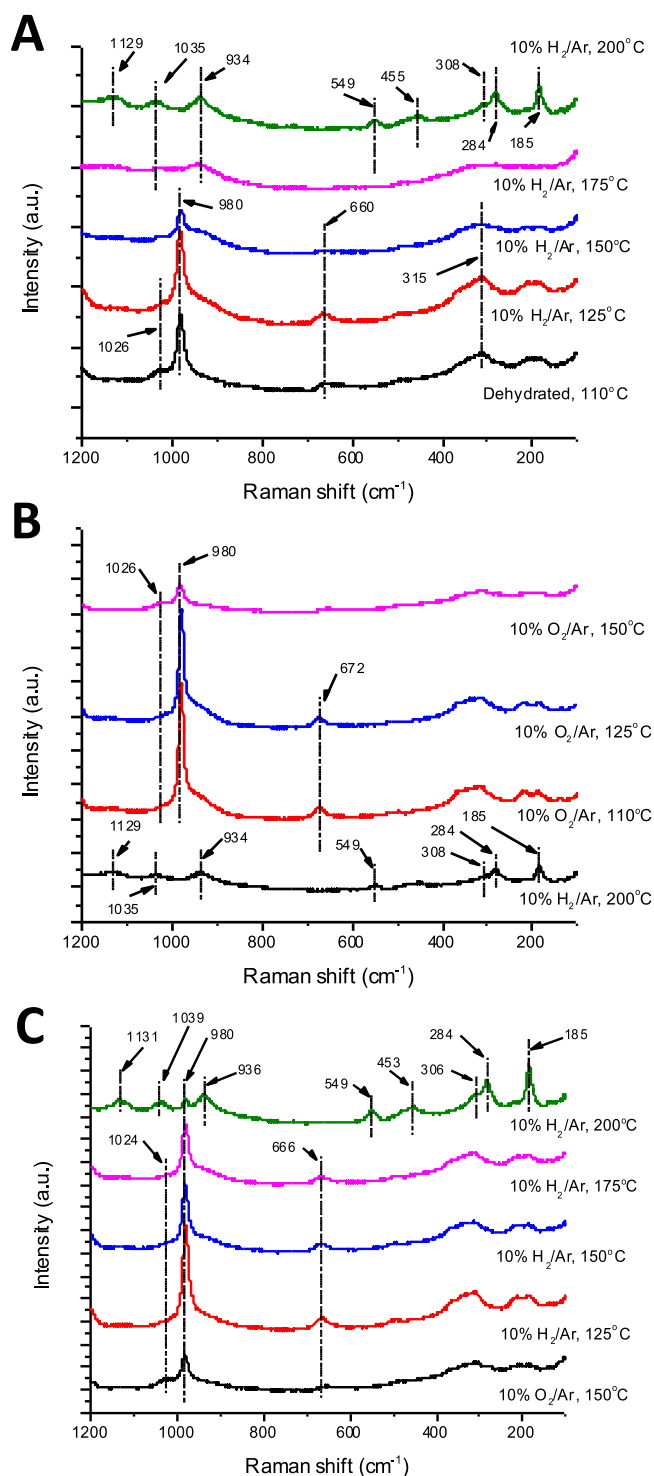 A
1129
1035
934
549
455
308
10% H₂/Ar, 200°C
284
185
10% H₂/Ar, 175°C
980
660
10% H₂/Ar, 150°C
315
10% H₂/Ar, 125°C
1026
Dehydrated, 110°C
Intensity (a.u.)
1200 1000 800 600 400 200
Raman shift (cm⁻¹)
B
1026
980
10% O₂/Ar, 150°C
672
10% O₂/Ar, 125°C
10% O₂/Ar, 110°C
1129
934
549
308
284
185
1035
10% H₂/Ar, 200°C
Intensity (a.u.)
1200 1000 800 600 400 200
Raman shift (cm⁻¹)
C
1131
1039
980
936
549
453
306
284
185
10% H₂/Ar, 200°C
1024
666
10% H₂/Ar, 175°C
10% H₂/Ar, 150°C
10% H₂/Ar, 125°C
10% O₂/Ar, 150°C
Intensity (a.u.)
1200 1000 800 600 400 200
Raman shift (cm⁻¹)